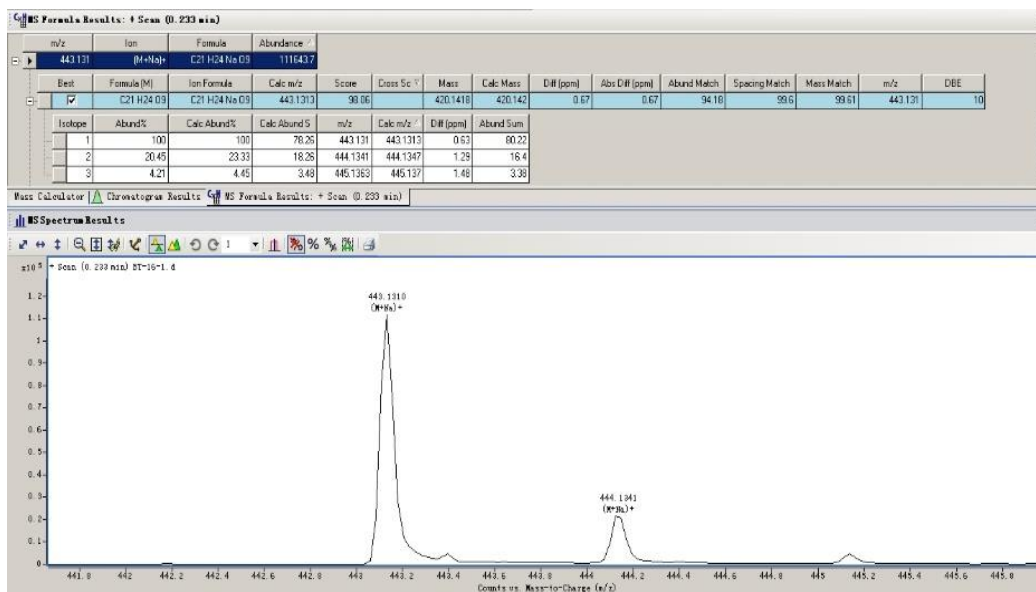 MS Formula Results: + Scan (0.233 min)
m/z Ion Formula Abundance
443.131 (M+Na)+ C21 H24 Na O9 111643.7
Best Formula (M) Ion Formula Calc m/z Score Cross Sc Mass Calc Mass Diff (ppm) Abs Diff (ppm) Abund Match Spacing Match Mass Match m/z DBE
C21 H24 O9 C21 H24 Na O9 443.1313 98.06 420.1418 420.142 0.67 0.67 94.18 99.6 99.61 443.131 10
Isotope Abund% Calc Abund% Calc Abund S m/z Calc m/z Diff (ppm) Abund Sum
1 100 100 78.26 443.131 443.1313 0.63 80.22
2 20.45 23.33 18.26 444.1341 444.1347 1.29 16.4
3 4.21 4.45 3.48 445.1363 445.137 1.48 3.38
Mass Calculator Chromatogram Results MS Formula Results: + Scan (0.233 min)
MS Spectrum Results
1 %
x10 5 + Scan (0.233 min) BT-16-1.d
1.2
1.1
1
0.9
0.8
0.7
0.6
0.5
0.4
0.3
0.2
0.1
0
443.1310
(M+Na)+
444.1341
(M+Na)+
441.8 442 442.2 442.4 442.6 442.8 443 443.2 443.4 443.6 443.8 444 444.2 444.4 444.6 444.8 445 445.2 445.4 445.6 445.8
Counts vs. Mass-to-Charge (m/z)